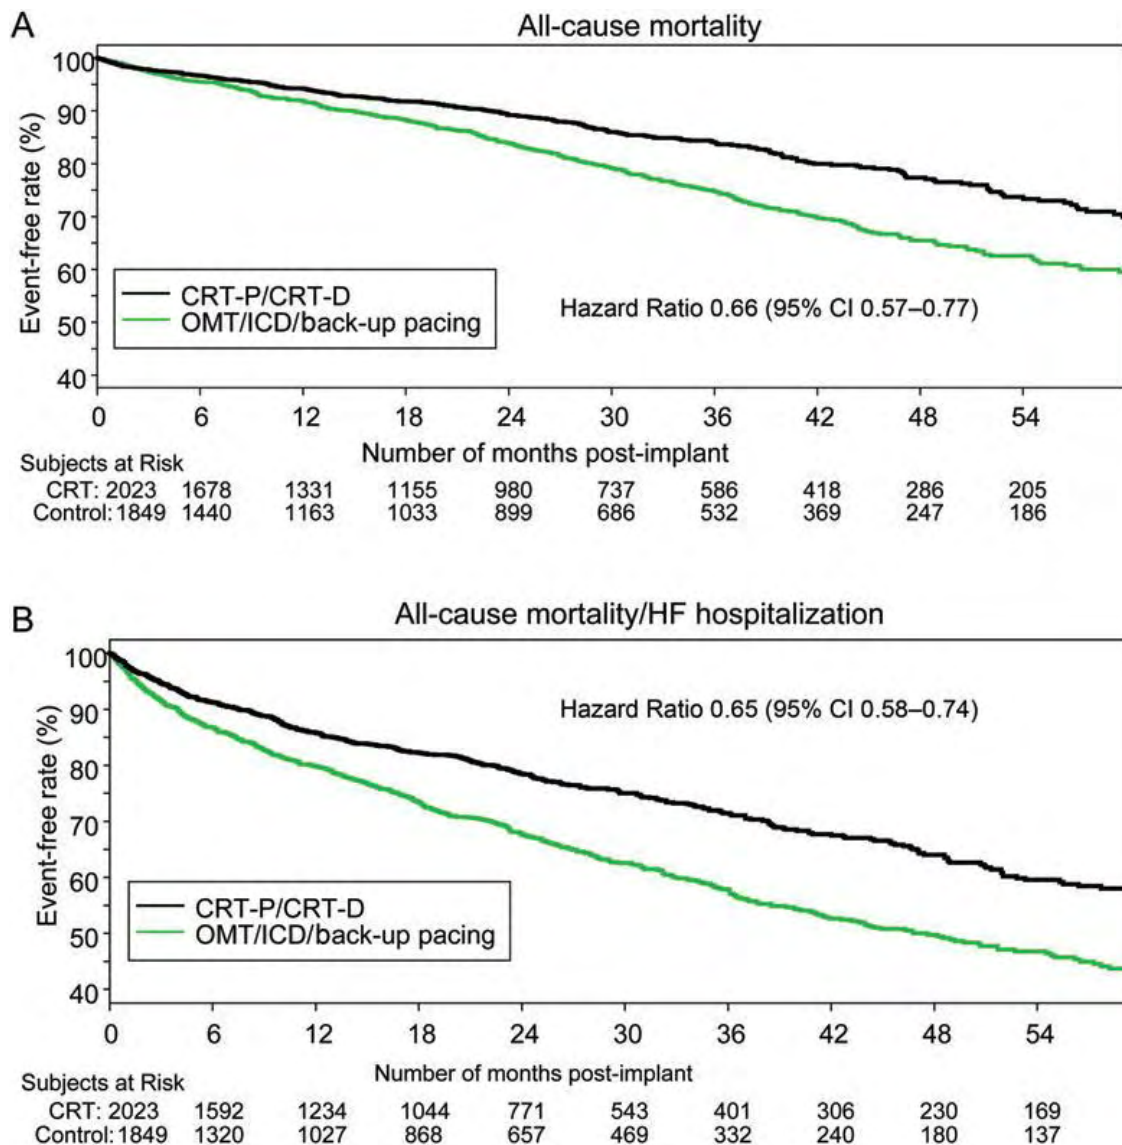 A
All-cause mortality
Event-free rate (%)
100
90
80
70
60
50
40
CRT-P/CRT-D
OMT/ICD/back-up pacing
Hazard Ratio 0.66 (95% CI 0.57–0.77)
0 6 12 18 24 30 36 42 48 54
Number of months post-implant
Subjects at Risk
CRT: 2023 1678 1331 1155 980 737 586 418 286 205
Control: 1849 1440 1163 1033 899 686 532 369 247 186
B
All-cause mortality/HF hospitalization
Event-free rate (%)
100
90
80
70
60
50
40
Hazard Ratio 0.65 (95% CI 0.58–0.74)
CRT-P/CRT-D
OMT/ICD/back-up pacing
0 6 12 18 24 30 36 42 48 54
Number of months post-implant
Subjects at Risk
CRT: 2023 1592 1234 1044 771 543 401 306 230 169
Control: 1849 1320 1027 868 657 469 332 240 180 137